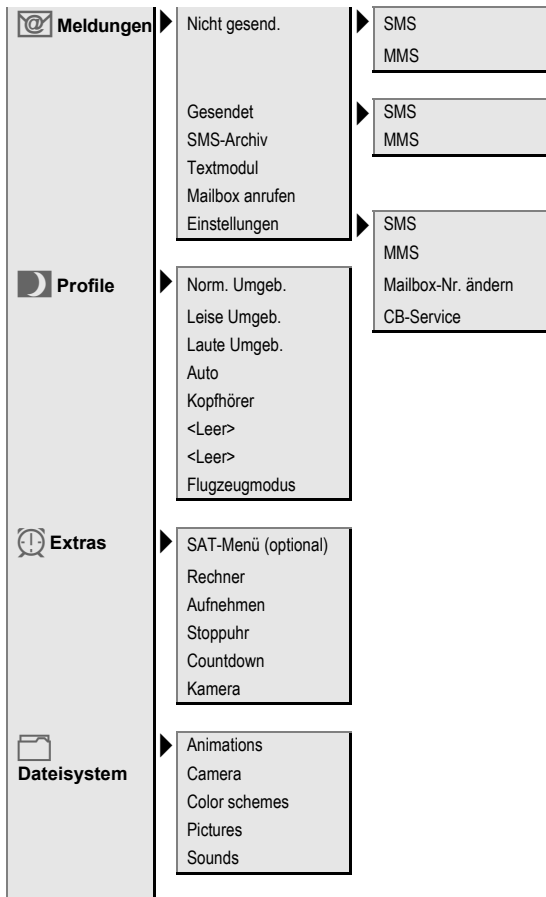 Meldungen
Nicht gesend.
SMS
MMS
Gesendet
SMS
MMS
SMS-Archiv
Textmodul
Mailbox anrufen
Einstellungen
SMS
MMS
Mailbox-Nr. ändern
CB-Service
Profile
Norm. Umgeb.
Leise Umgeb.
Laute Umgeb.
Auto
Kopfhörer
<Leer>
<Leer>
Flugzeugmodus
Extras
SAT-Menü (optional)
Rechner
Aufnehmen
Stoppuhr
Countdown
Kamera
Dateisystem
Animations
Camera
Color schemes
Pictures
Sounds